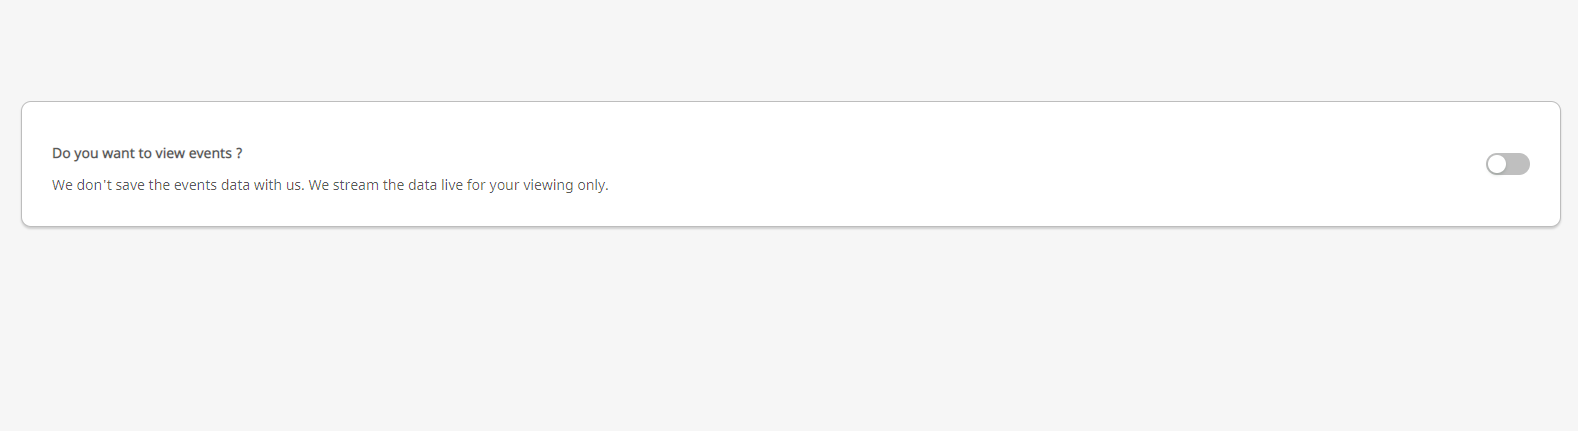 Do you want to view events ?
We don't save the events data with us. We stream the data live for your viewing only.